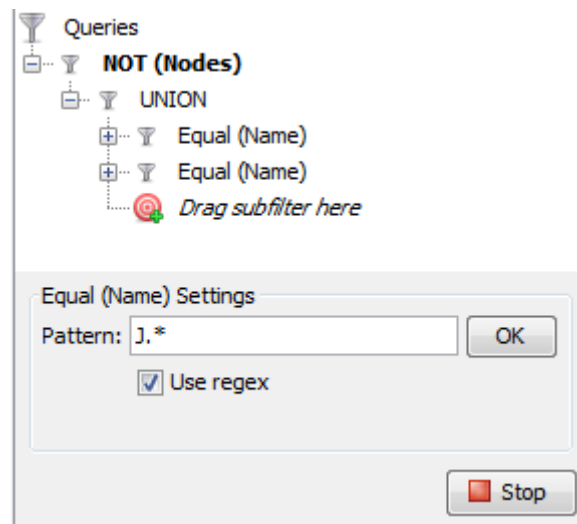 Queries
NOT (Nodes)
UNION
Equal (Name)
Equal (Name)
Drag subfilter here
Equal (Name) Settings
Pattern: J.* OK
Use regex
Stop